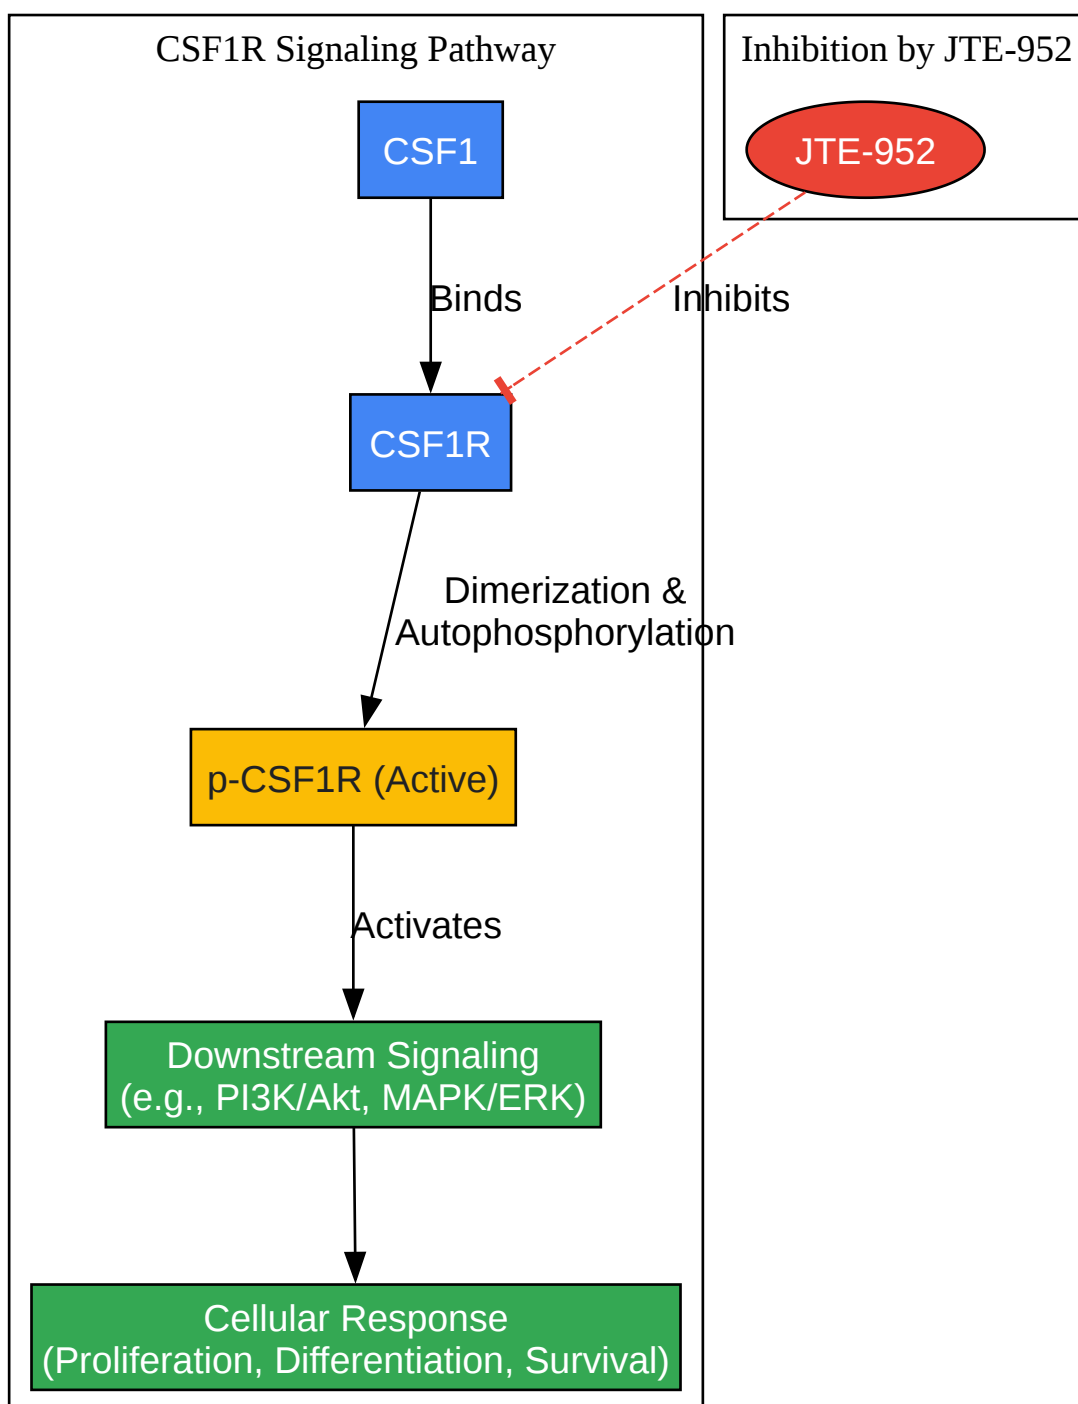 CSF1R Signaling Pathway
Inhibition by JTE-952
CSF1
JTE-952
Binds
Inhibits
CSF1R
Dimerization &
Autophosphorylation
p-CSF1R (Active)
Activates
Downstream Signaling
(e.g., PI3K/Akt, MAPK/ERK)
Cellular Response
(Proliferation, Differentiation, Survival)